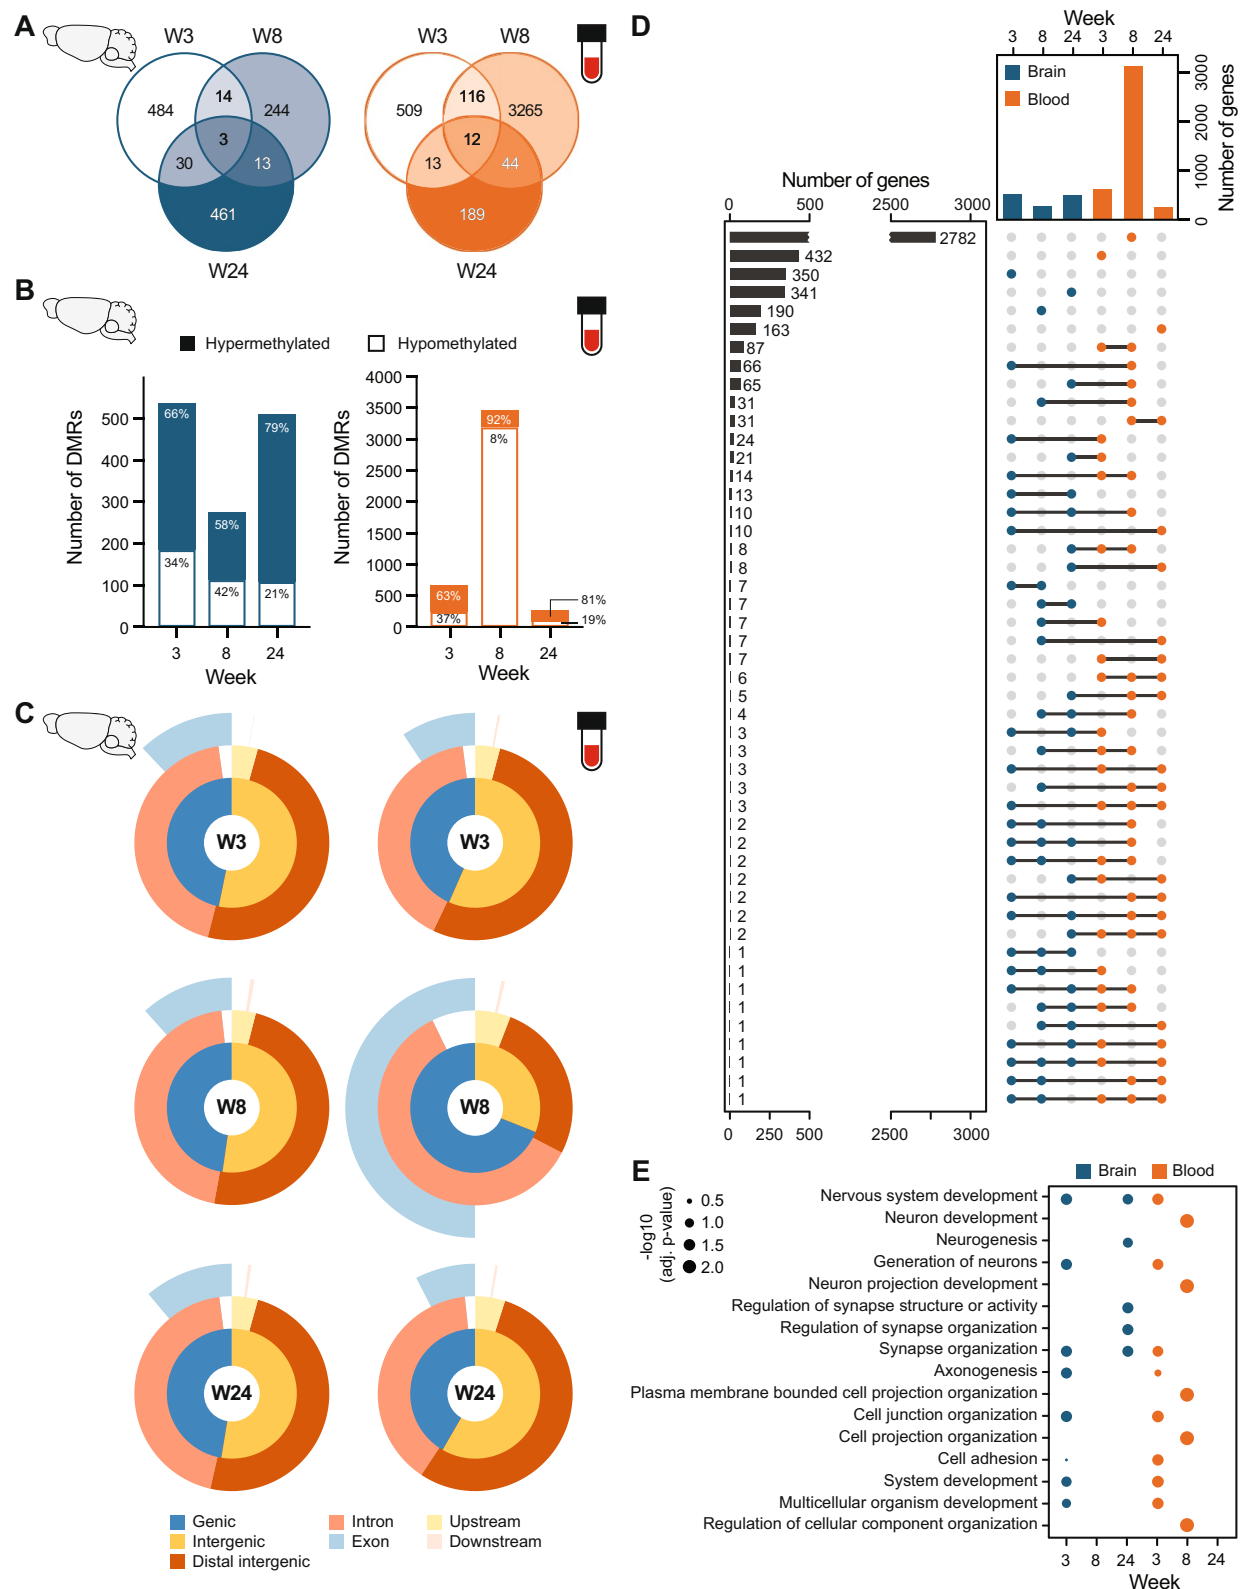 A
W3
W8
484
14
244
3
30
13
461
W24
W3
W8
509
116
3265
12
13
44
189
W24
B
Hypermethylated
Hypomethylated
Number of DMRs
500
400
300
200
100
0
66%
34%
58%
42%
79%
21%
3
8
24
Week
Number of DMRs
4000
3500
3000
2500
2000
1500
1000
500
0
63%
37%
92%
8%
81%
19%
3
8
24
Week
C
W3
W3
W8
W8
W24
W24
Genic
Intergenic
Distal intergenic
Intron
Exon
Upstream
Downstream
D
Week
3 8 24 3 8 24
Brain
Blood
3000
2000
1000
0
Number of genes
Number of genes
0 500 2500 3000
2782
432
350
341
190
163
87
66
65
31
31
24
21
14
13
10
10
8
8
7
7
7
7
7
6
5
4
3
3
3
3
3
2
2
2
2
2
2
2
1
1
1
1
1
1
1
1
1
0 250 500 2500 3000
E
Brain
Blood
-log10
(adj. p-value)
0.5
1.0
1.5
2.0
Nervous system development
Neuron development
Neurogenesis
Generation of neurons
Neuron projection development
Regulation of synapse structure or activity
Regulation of synapse organization
Synapse organization
Axonogenesis
Plasma membrane bounded cell projection organization
Cell junction organization
Cell projection organization
Cell adhesion
System development
Multicellular organism development
Regulation of cellular component organization
3 8 24 3 8 24
Week